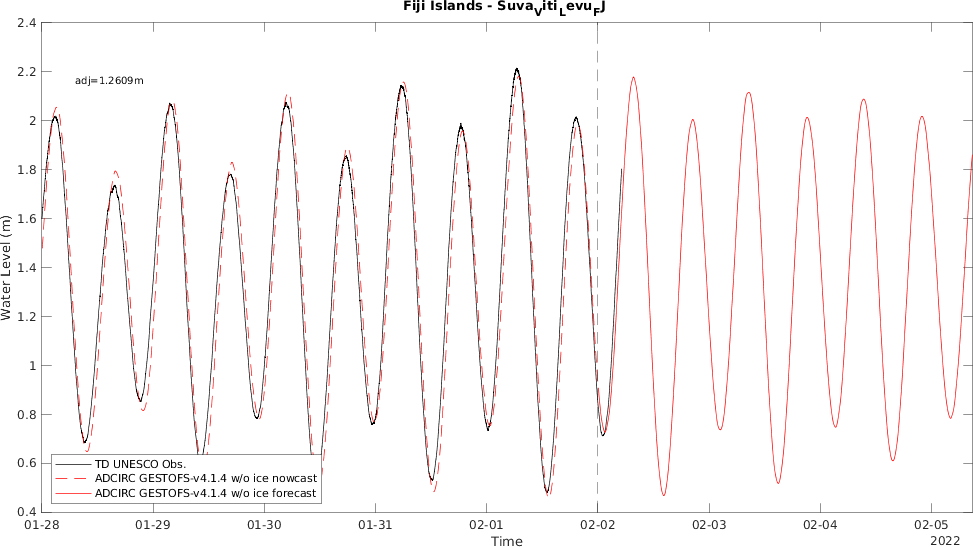 Fiji Islands - Suva_Viti_Levu_FJ
2.4
2.2
2
1.8
1.6
1.4
1.2
1
0.8
0.6
0.4
Water Level (m)
adj=1.2609m
TD UNESCO Obs.
ADCIRC GESTOFS-v4.1.4 w/o ice nowcast
ADCIRC GESTOFS-v4.1.4 w/o ice forecast
01-28 01-29 01-30 01-31 02-01 02-02 02-03 02-04 02-05
Time
2022